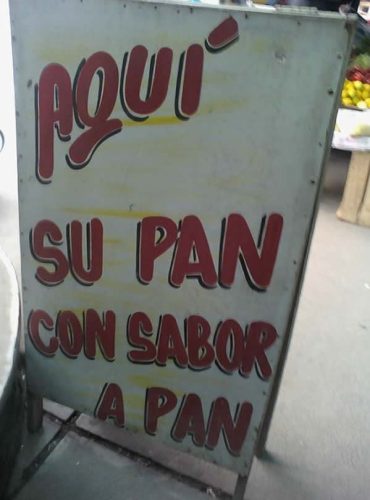 AQUÍ
SU PAN
CON SABOR
A PAN